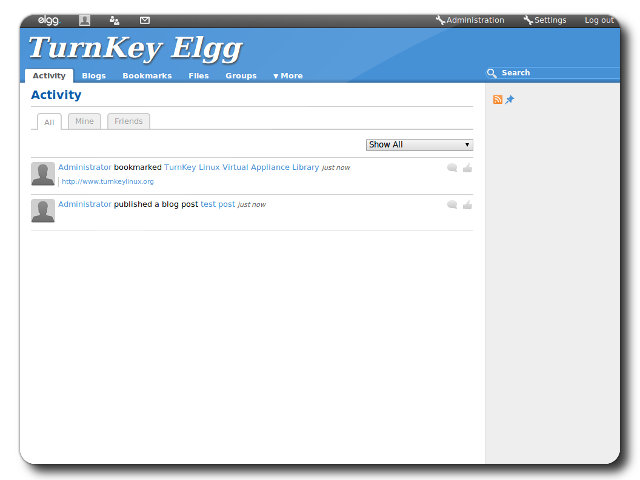 elgg Administration Settings Log out
TurnKey Elgg
Activity Blogs Bookmarks Files Groups ▼ More Search
Activity
All Mine Friends
Show All
Administrator bookmarked TurnKey Linux Virtual Appliance Library just now
http://www.turnkeylinux.org
Administrator published a blog post test post just now